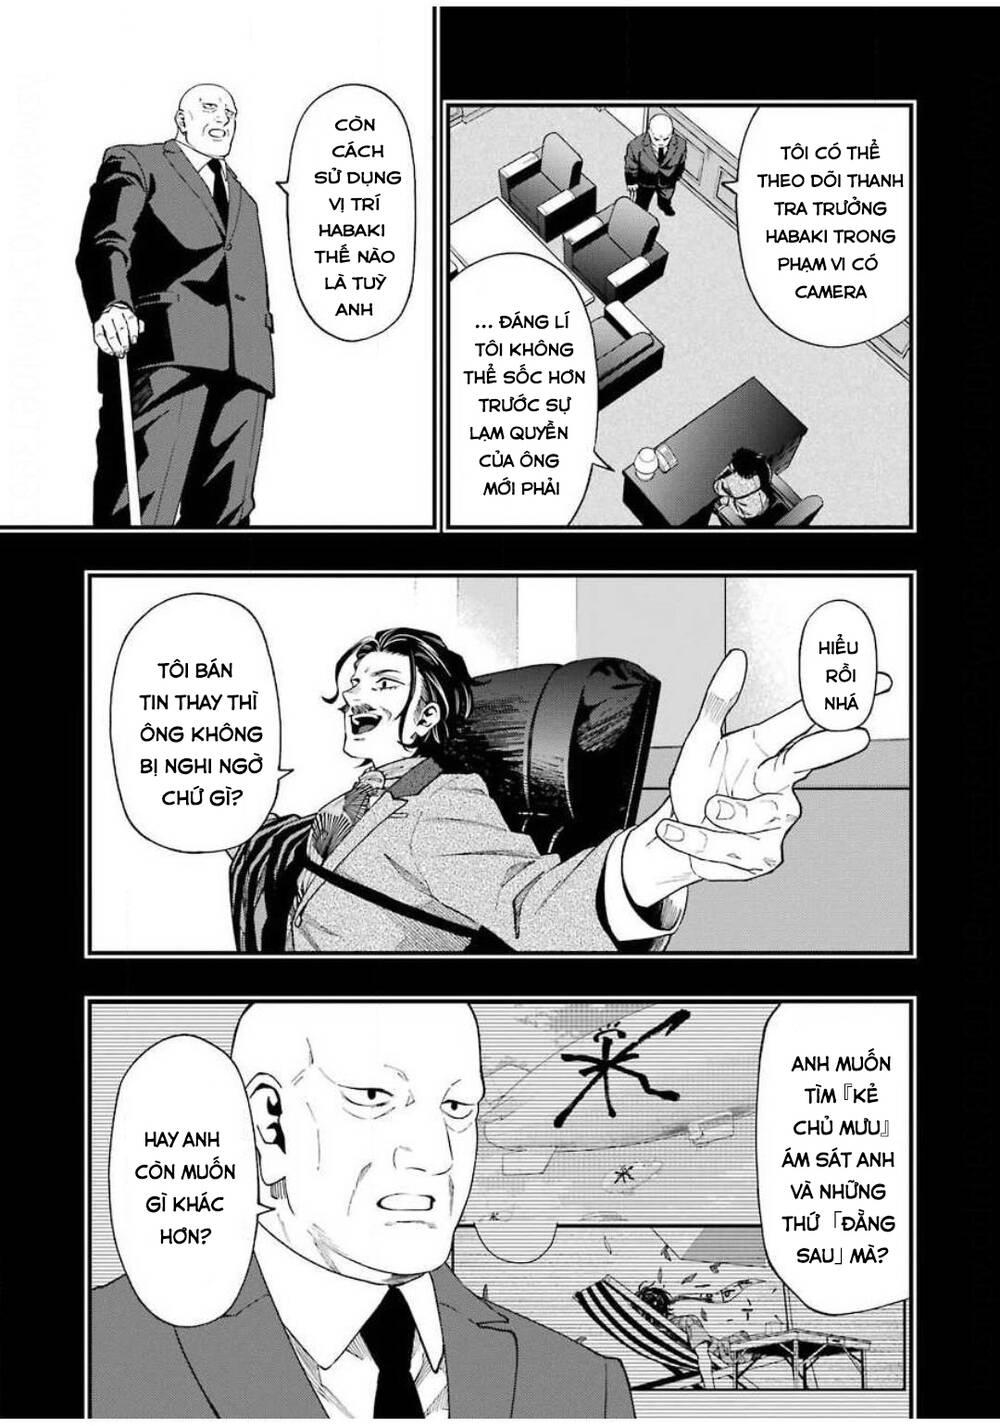 TÔI CÓ THỂ
THEO DÕI THANH
TRA TRƯỞNG
HABAKI TRONG
PHẠM VI CÓ
CAMERA
... ĐÁNG LÍ
TÔI KHÔNG
THỂ SỐC HƠN
TRƯỚC SỰ
LẠM QUYỀN
CỦA ÔNG
MỚI PHẢI
CÒN
CÁCH
SỬ DỤNG
VỊ TRÍ
HABAKI
THẾ NÀO
LÀ TUỲ
ANH
HIỂU
RỒI
NHÁ
TÔI BÁN
TIN THAY THÌ
ÔNG KHÔNG
BỊ NGHI NGỜ
CHỨ GÌ?
ANH MUỐN
TÌM『KẺ
CHỦ MƯU』
ÁM SÁT ANH
VÀ NHỮNG
THỨ「ĐẰNG
SAU」MÀ?
HAY ANH
CÒN MUỐN
GÌ KHÁC
HƠN?